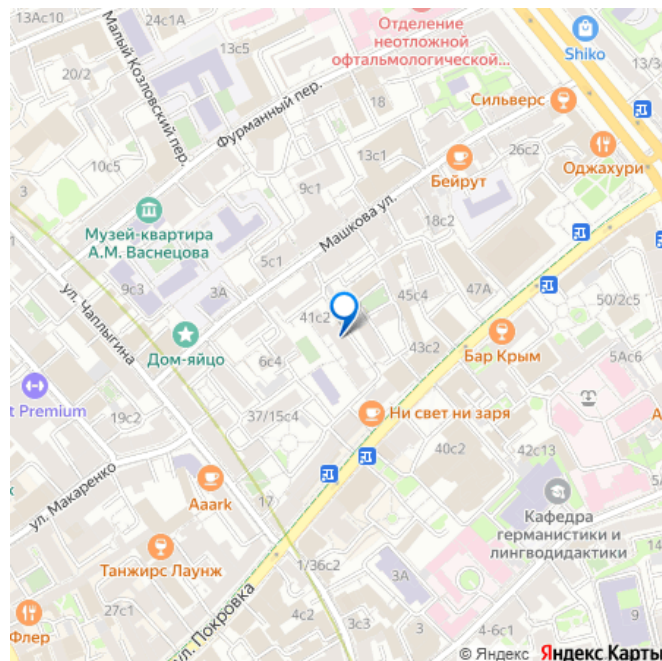 13Ас10
24с1А
Отделение
неотложной
офтальмологической...
Shiko
13/3
Малый Козловский пер.
13с5
20/2
18
Сильверс
Фурманный пер.
10с5
13с1
26с2
Оджахури
Бейрут
9с1
3
Музей-квартира
А.М. Васнецова
Машкова ул.
18с2
5с1
9с3
3А
ул. Чаплыгина
45с4
47А
50/2с5
41с2
Дом-яйцо
6с4
43с2
Бар Крым
5Ас6
t Premium
19с2
37/15с4
Ни свет ни заря
40с2
42с13
ул. Макаренко
Aaark
17
Кафедра
германистики и
лингводидактики
Танжирс Лаунж
1/36с2
3А
ул. Покровка
27с1
Флер
4с2
3с3
3
4-6с1
9
© Яндекс Яндекс Карты